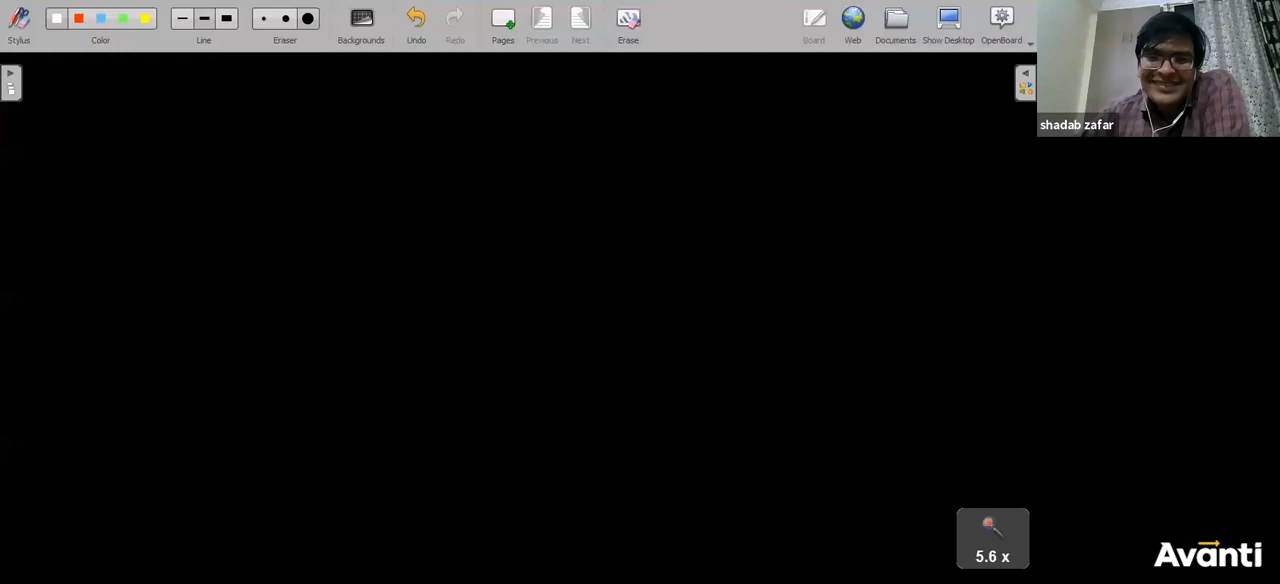 Stylus Color Line Eraser Backgrounds Undo Redo Pages Previous Next Erase Board Web Documents Show Desktop OpenBoard
shadab zafar
5.6 x
Avanti